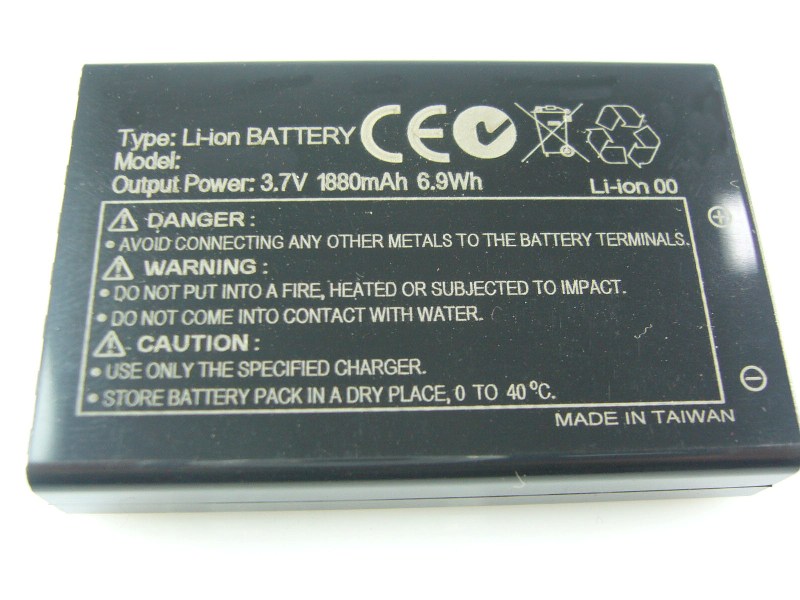 Type: Li-ion BATTERY CE
Model:
Output Power: 3.7V 1880mAh 6.9Wh Li-ion 00
DANGER :
• AVOID CONNECTING ANY OTHER METALS TO THE BATTERY TERMINALS.
WARNING :
• DO NOT PUT INTO A FIRE, HEATED OR SUBJECTED TO IMPACT.
• DO NOT COME INTO CONTACT WITH WATER.
CAUTION :
• USE ONLY THE SPECIFIED CHARGER.
• STORE BATTERY PACK IN A DRY PLACE, 0 TO 40 ºC.
MADE IN TAIWAN